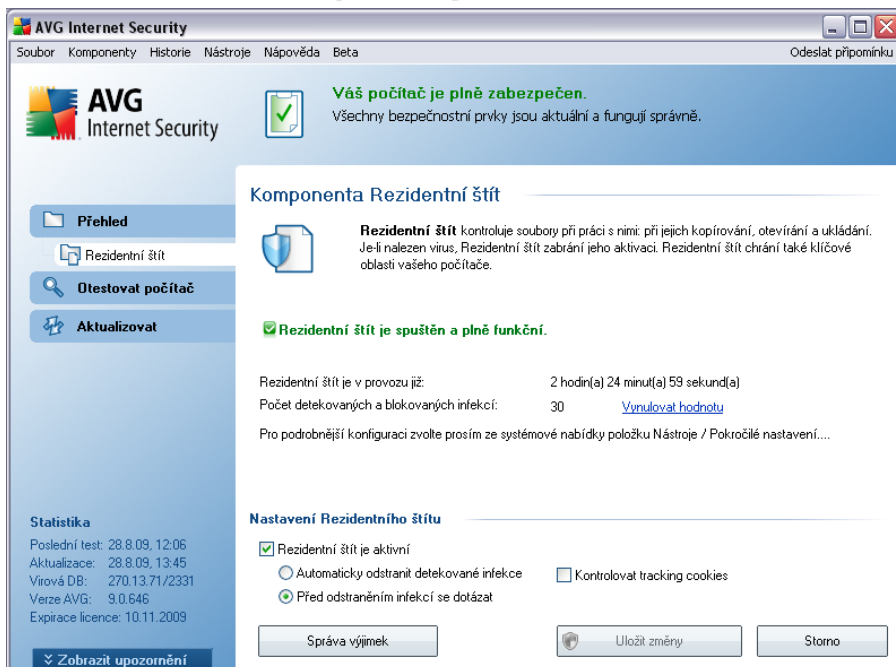 AVG Internet Security
Soubor Komponenty Historie Nástroje Nápověda Beta Odeslat připomínku
AVG
Internet Security
Váš počítač je plně zabezpečen.
Všechny bezpečnostní prvky jsou aktuální a fungují správně.
Přehled
Rezidentní štít
Otestovat počítač
Aktualizovat
Komponenta Rezidentní štít
Rezidentní štít kontroluje soubory při práci s nimi: při jejich kopírování, otevírání a ukládání.
Je-li nalezen virus, Rezidentní štít zabrání jeho aktivaci. Rezidentní štít chrání také klíčové
oblasti vašeho počítače.
Rezidentní štít je spuštěn a plně funkční.
Rezidentní štít je v provozu již: 2 hodin(a) 24 minut(a) 59 sekund(a)
Počet detekovaných a blokovaných infekcí: 30 Vynulovat hodnotu
Pro podrobnější konfiguraci zvolte prosím ze systémové nabídky položku Nástroje / Pokročilé nastavení....
Statistika
Poslední test: 28.8.09, 12:06
Aktualizace: 28.8.09, 13:45
Virová DB: 270.13.71/2331
Verze AVG: 9.0.646
Expirace licence: 10.11.2009
Zobrazit upozornění
Nastavení Rezidentního štítu
Rezidentní štít je aktivní
Automaticky odstranit detekované infekce
Kontrolovat tracking cookies
Před odstraněním infekcí se dotázat
Správa výjimek
Uložit změny
Storno